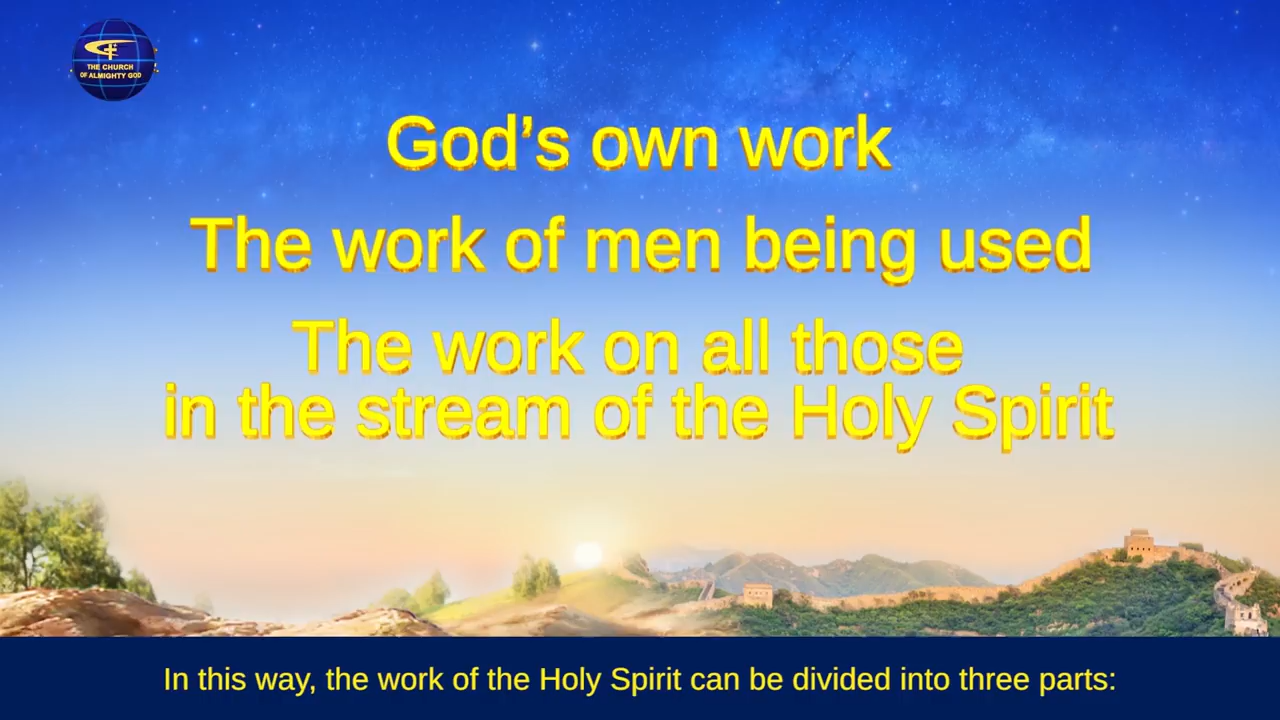 THE CHURCH
OF ALMIGHTY GOD
God’s own work
The work of men being used
The work on all those
in the stream of the Holy Spirit
In this way, the work of the Holy Spirit can be divided into three parts: